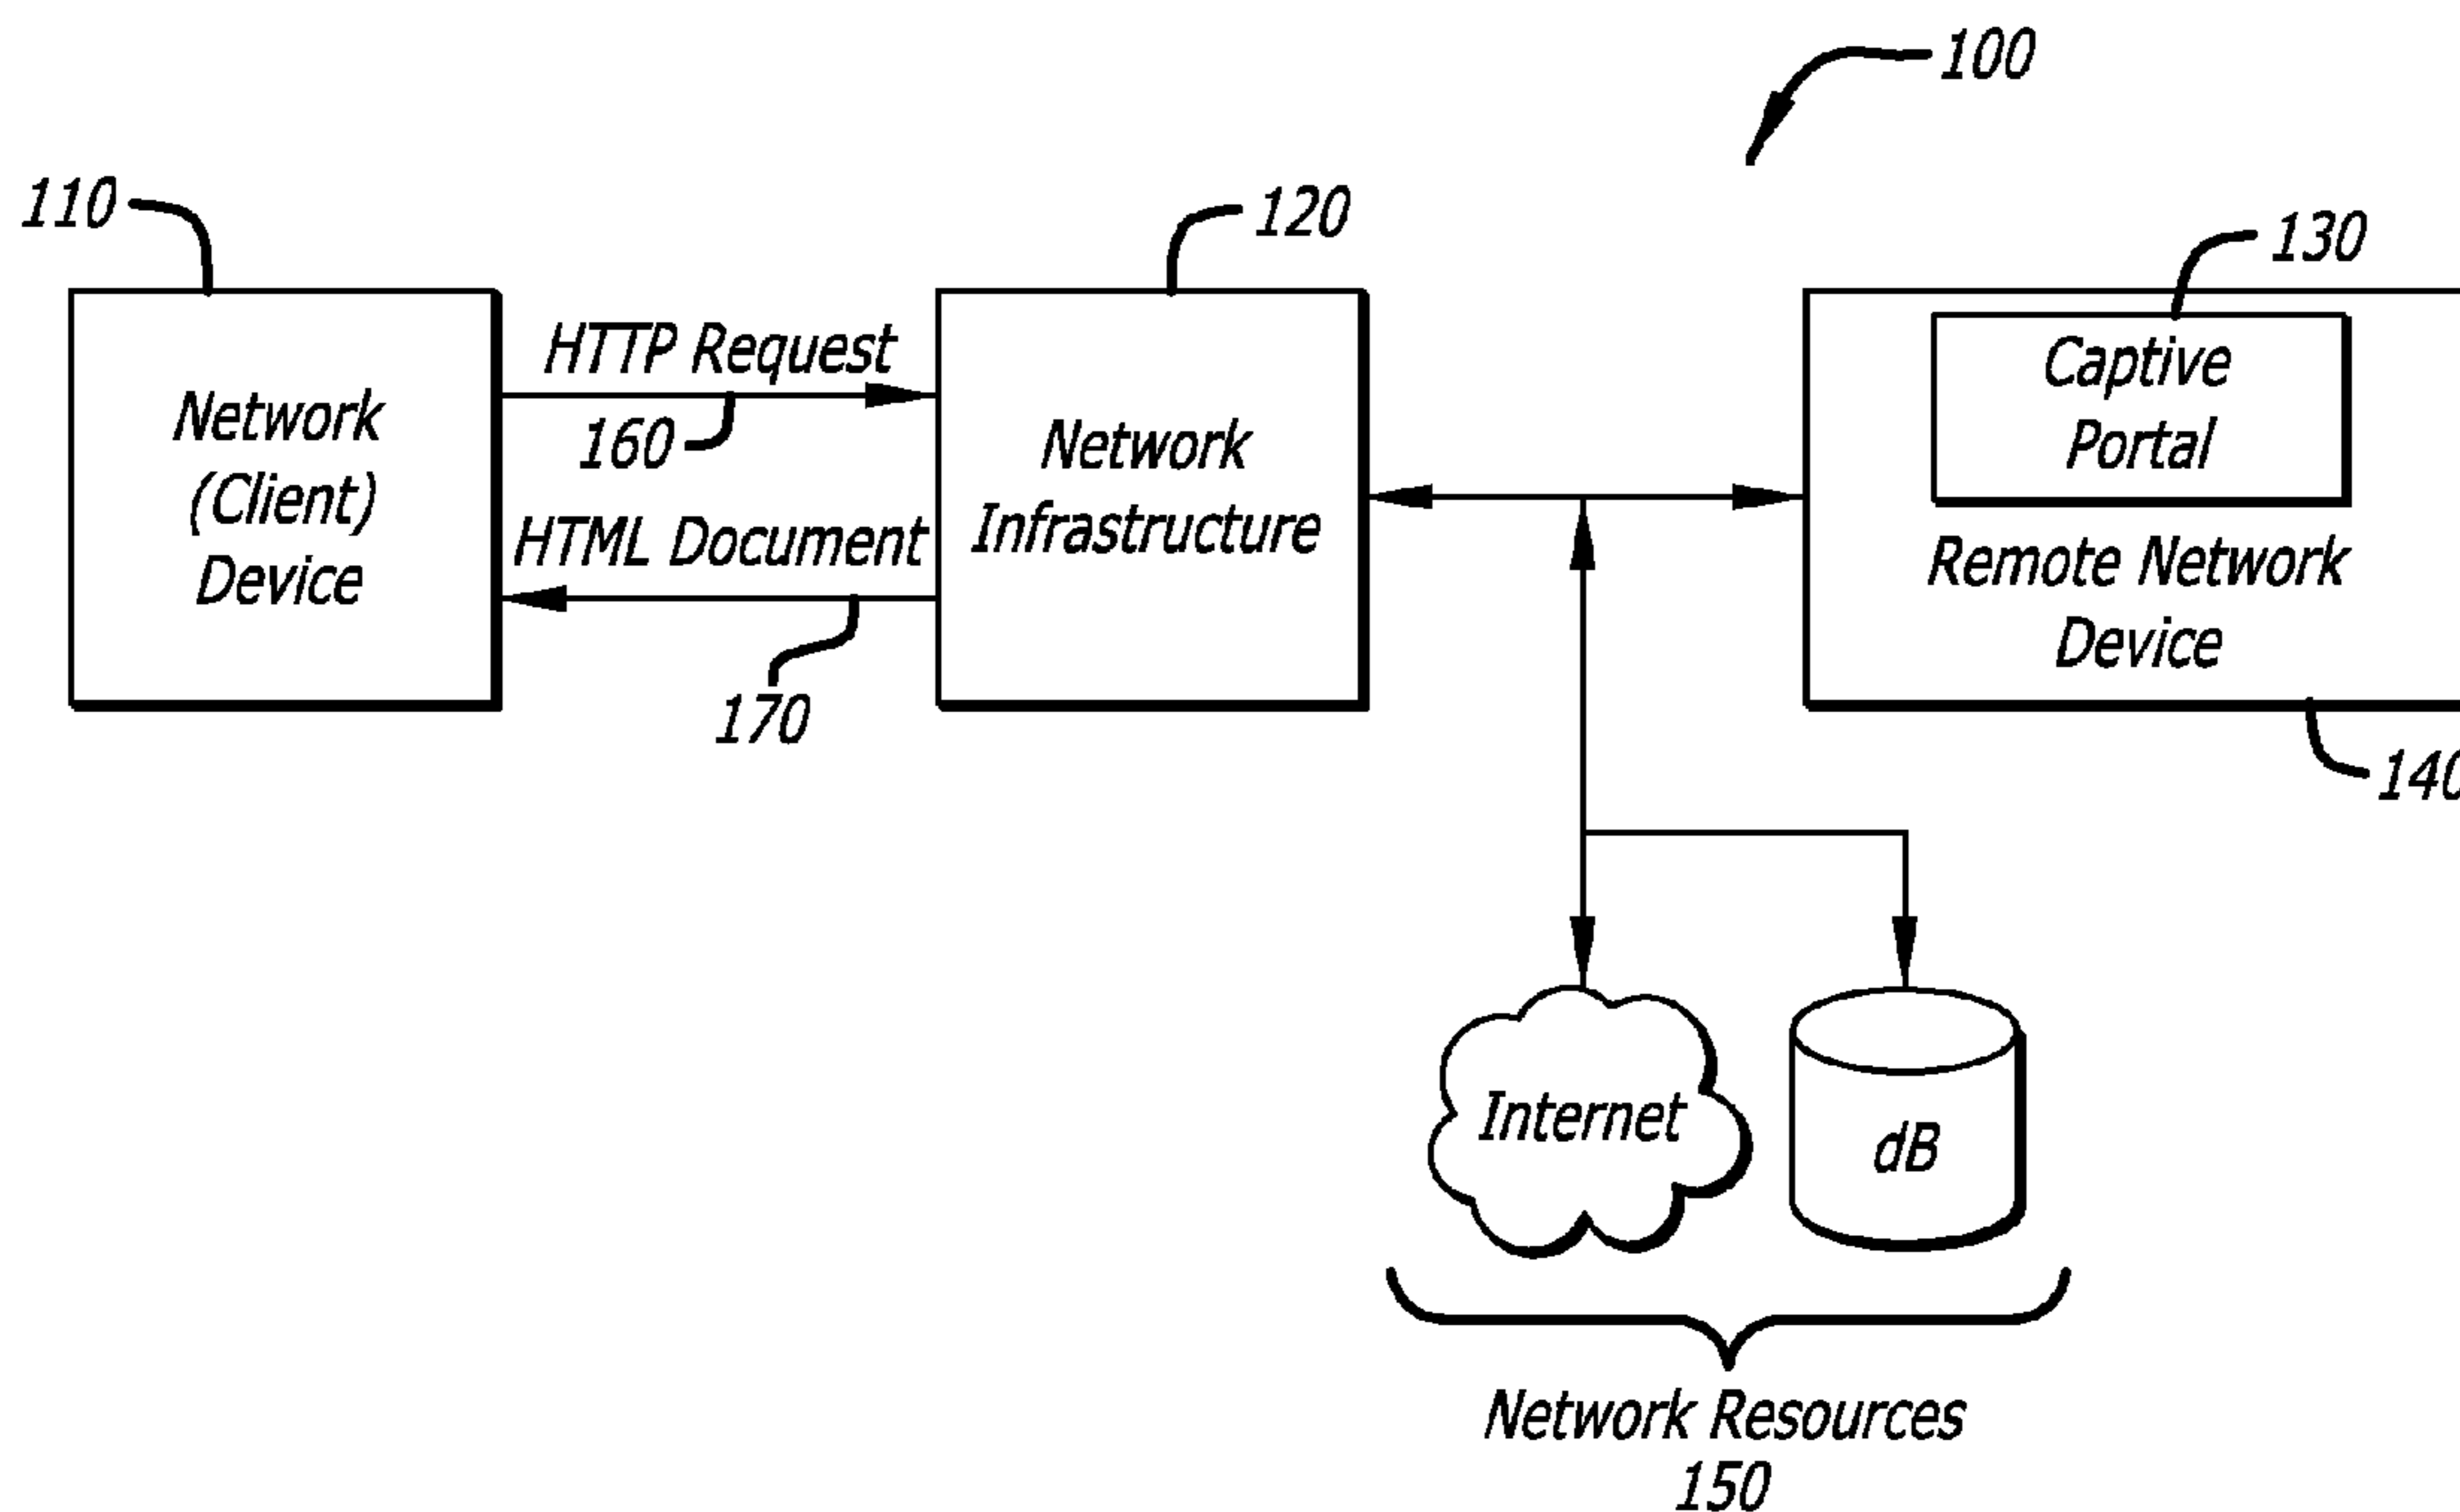 100
110
120
130
HTTP Request
160
Network
(Client)
Device
HTML Document
170
Network
Infrastructure
Captive
Portal
Remote Network
Device
140
Internet
dB
Network Resources
150